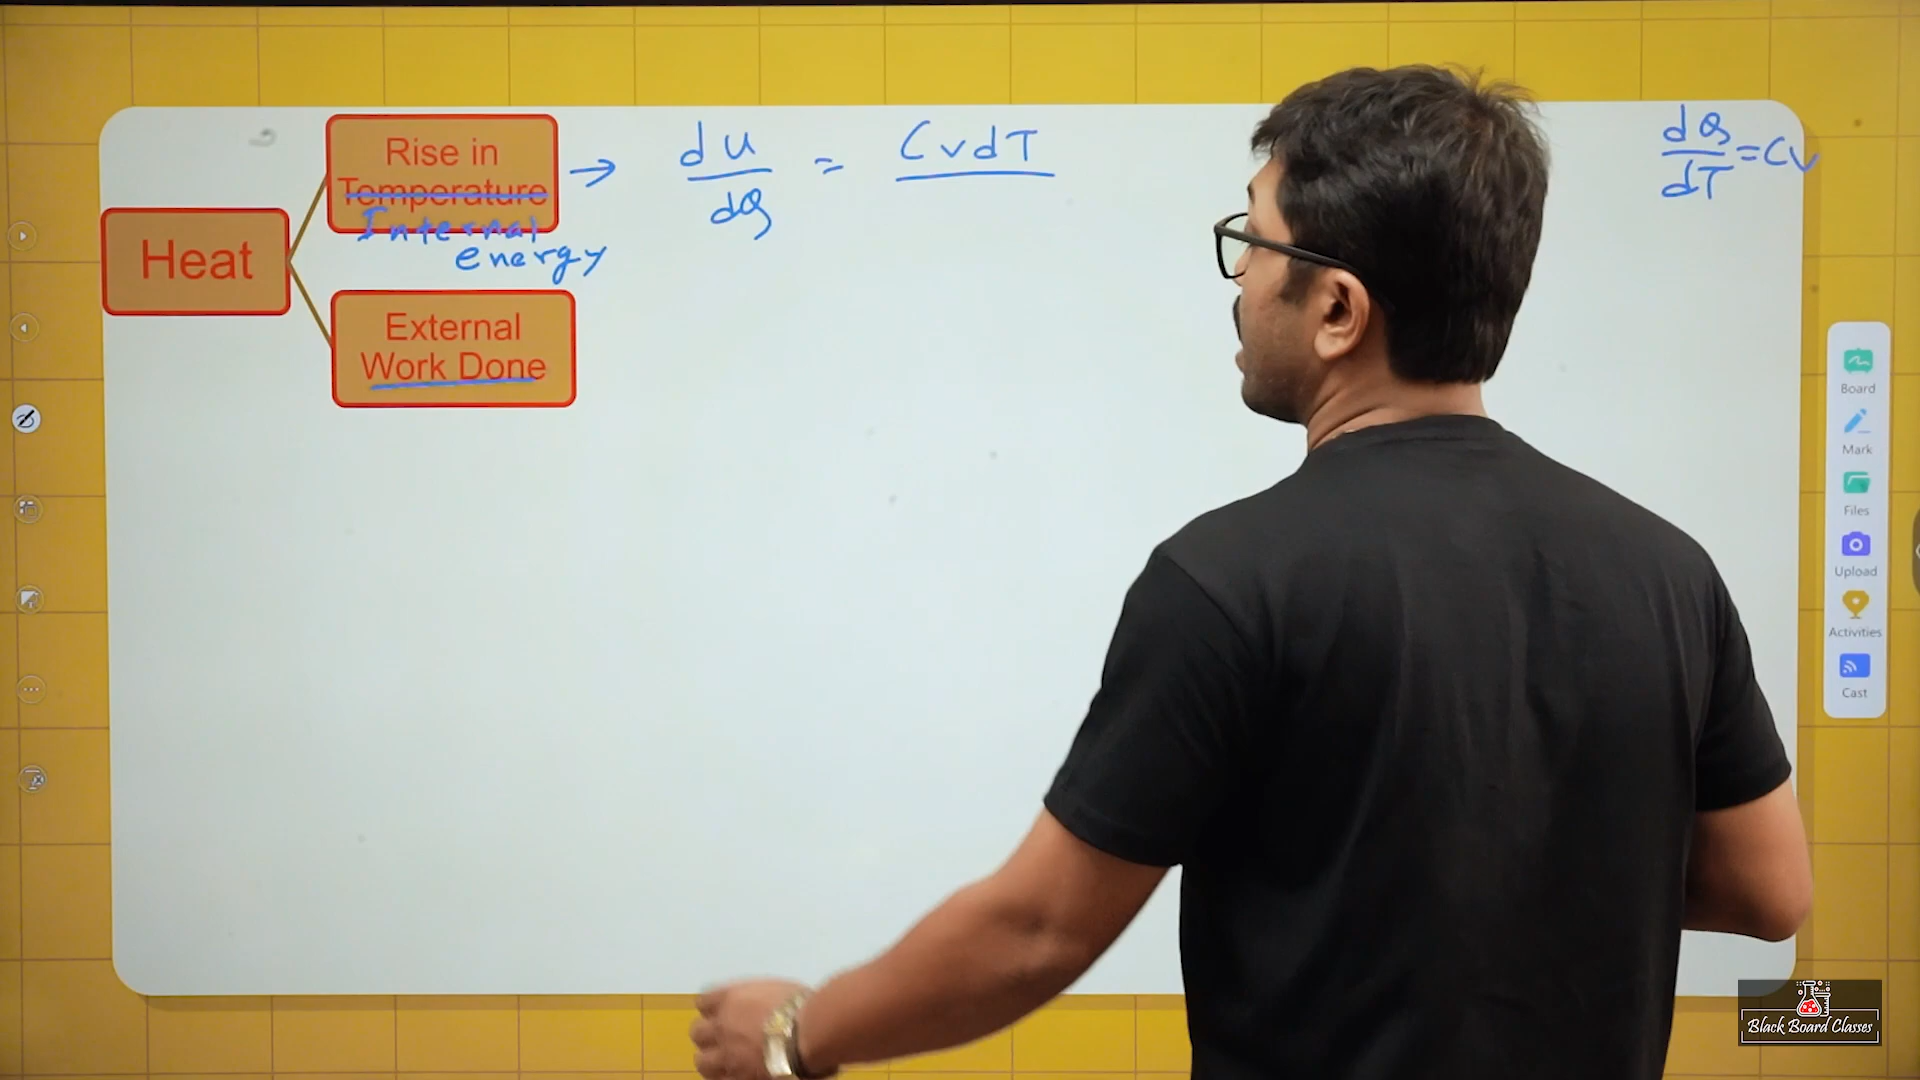 Heat
Rise in
Temperature
Internal
energy
External
Work Done
→ dU/dQ = CvdT
dQ/dT = Cv
Board
Mark
Files
Upload
Activities
Cast
Black Board Classes